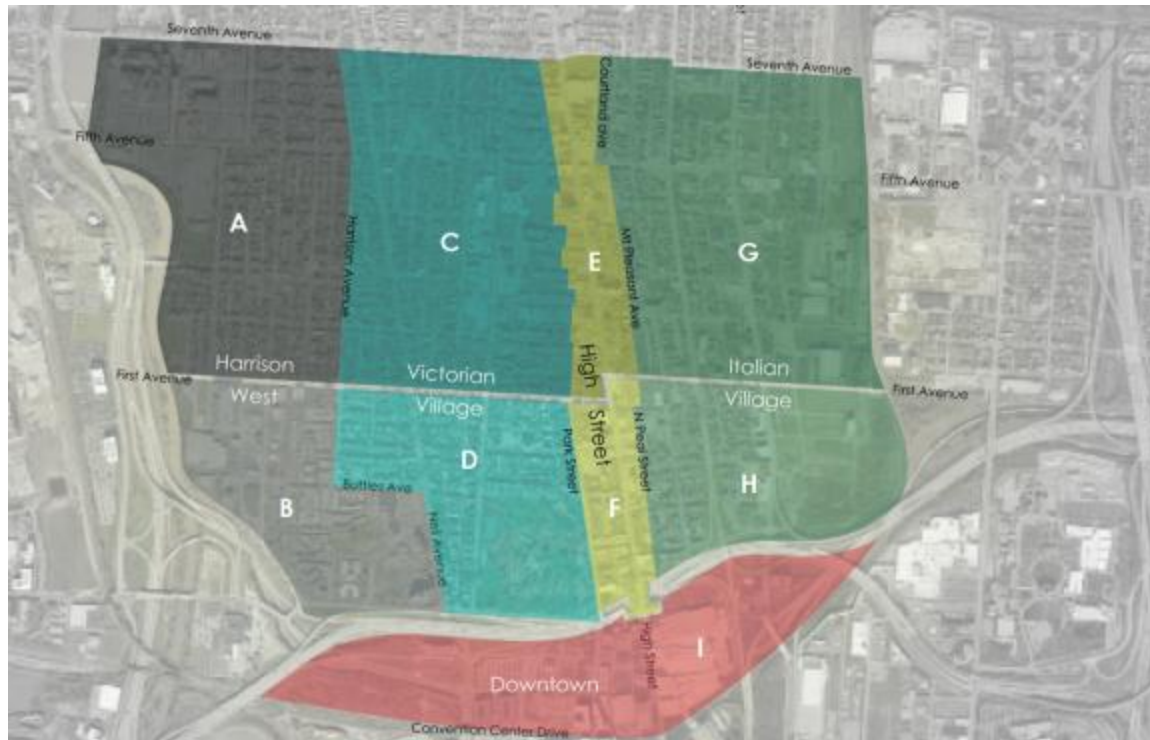 Seventh Avenue
Seventh Avenue
Courtland ave
Fifth Avenue
Fifth Avenue
A
C
E
G
Harrison Avenue
Mt Pleasant Ave
Harrison
West
Victorian
Village
High
Street
Italian
Village
First Avenue
First Avenue
Park Street
N Pearl Street
Buttles Ave
Neil Avenue
B
D
F
H
I
High Street
Downtown
Convention Center Drive